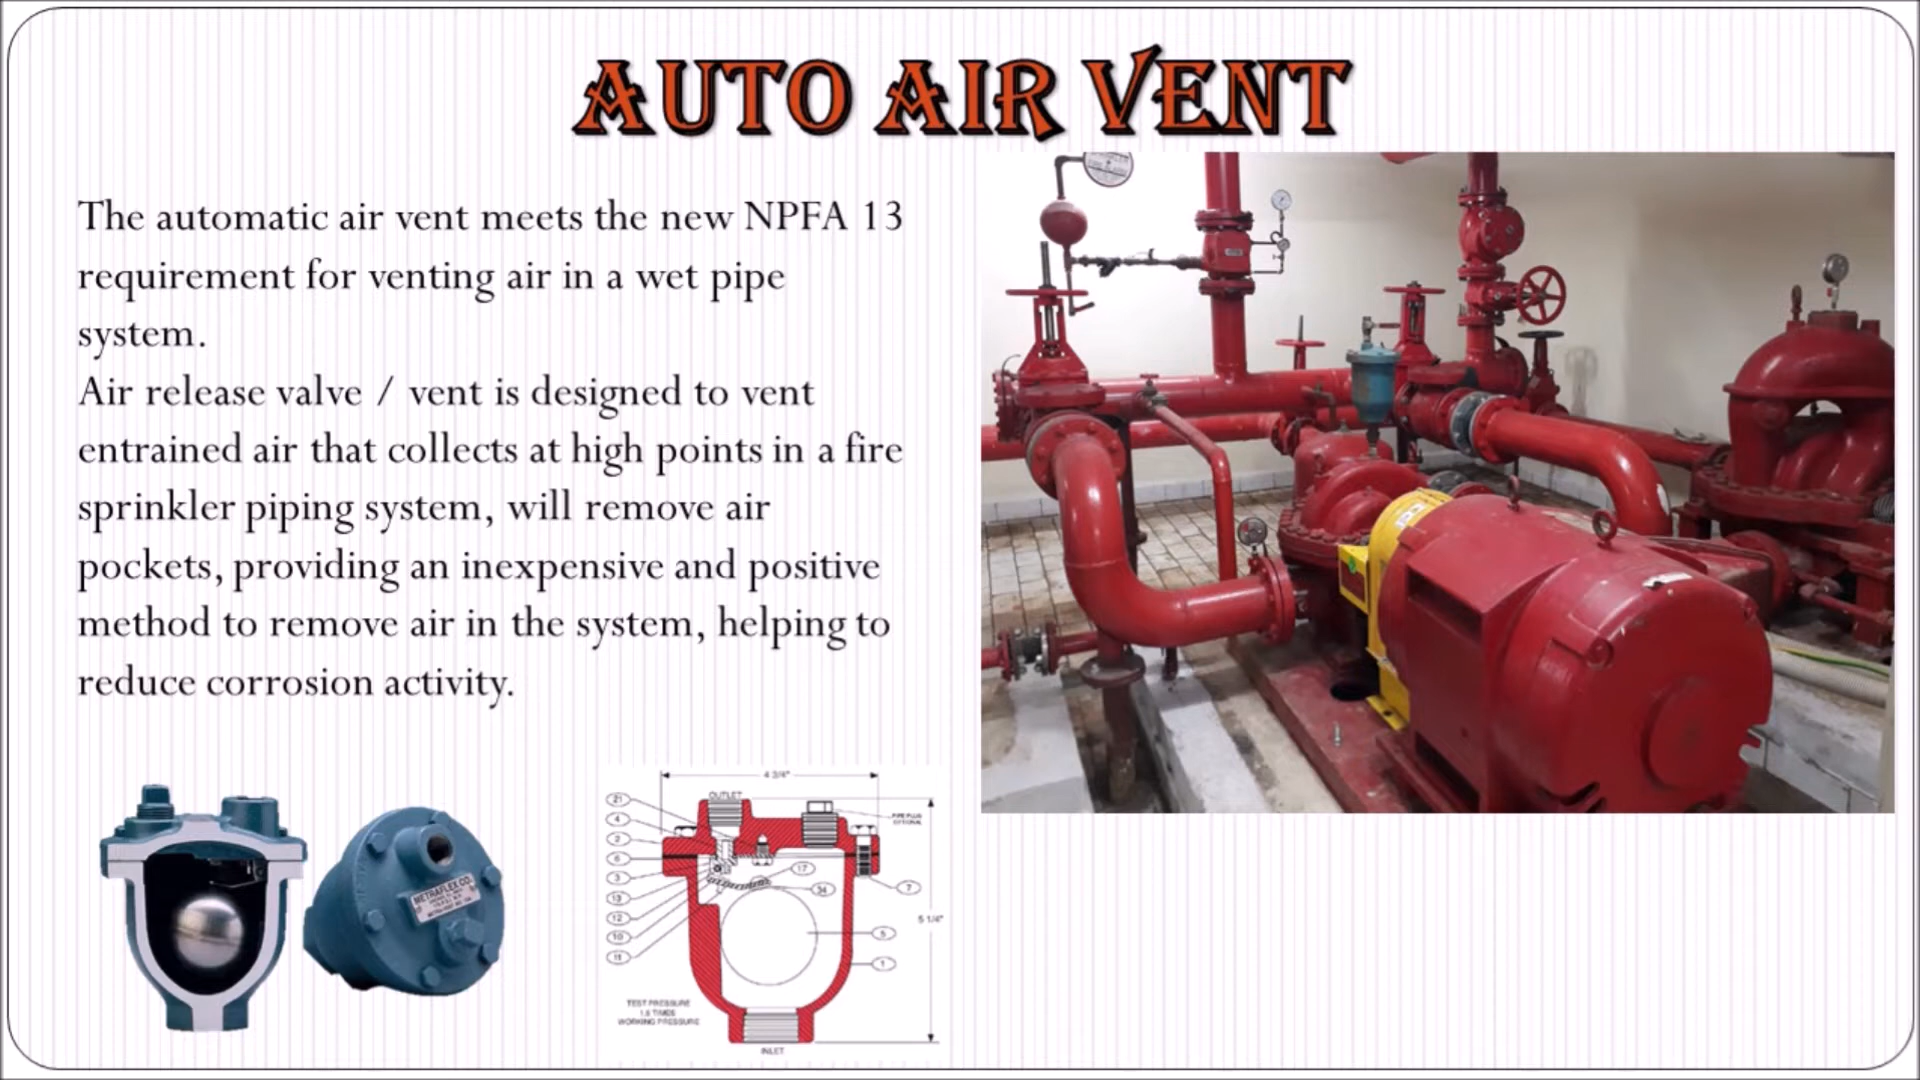 AUTO AIR VENT
The automatic air vent meets the new NPFA 13
requirement for venting air in a wet pipe
system.
Air release valve / vent is designed to vent
entrained air that collects at high points in a fire
sprinkler piping system, will remove air
pockets, providing an inexpensive and positive
method to remove air in the system, helping to
reduce corrosion activity.
METRAFLEX CO.
4 3/4"
OUTLET
PIPE PLUG
OPTIONAL
21
4
2
6
3
13
12
10
11
17
34
7
5 1/4"
5
1
TEST PRESSURE
1.5 TIMES
WORKING PRESSURE
INLET